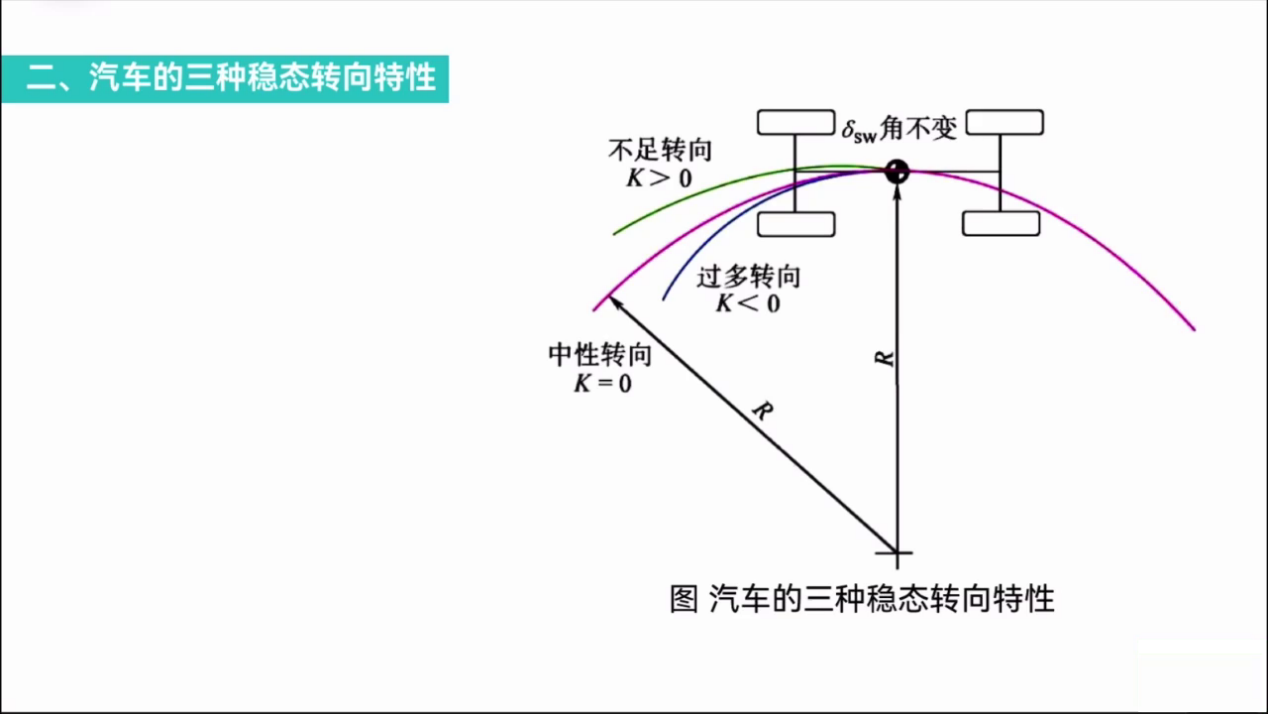 二、汽车的三种稳态转向特性
δsw角不变
不足转向
K > 0
过多转向
K < 0
中性转向
K = 0
R
R
图 汽车的三种稳态转向特性